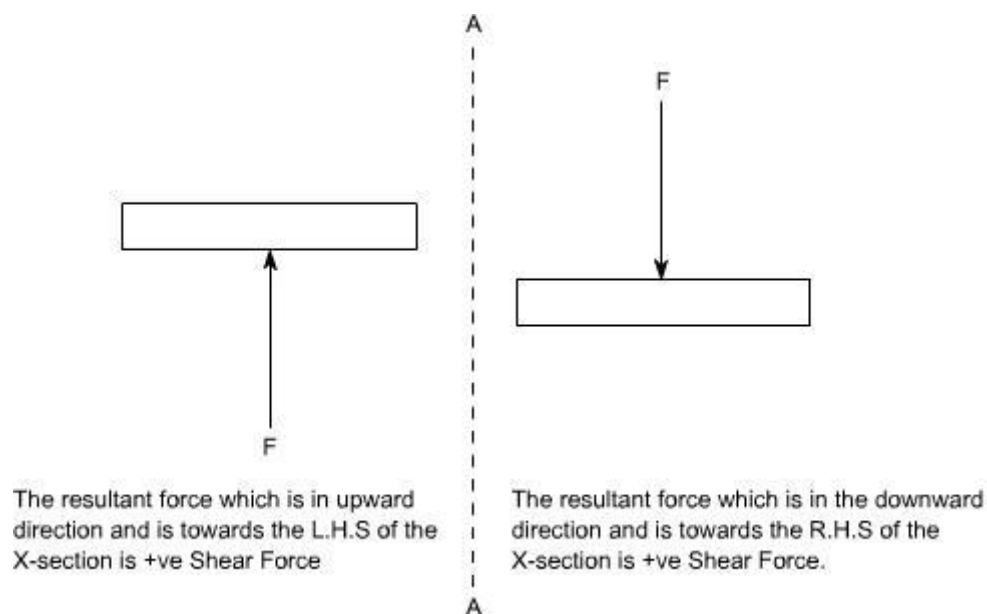 A
F
F
The resultant force which is in upward
direction and is towards the L.H.S of the
X-section is +ve Shear Force
The resultant force which is in the downward
direction and is towards the R.H.S of the
X-section is +ve Shear Force.
A